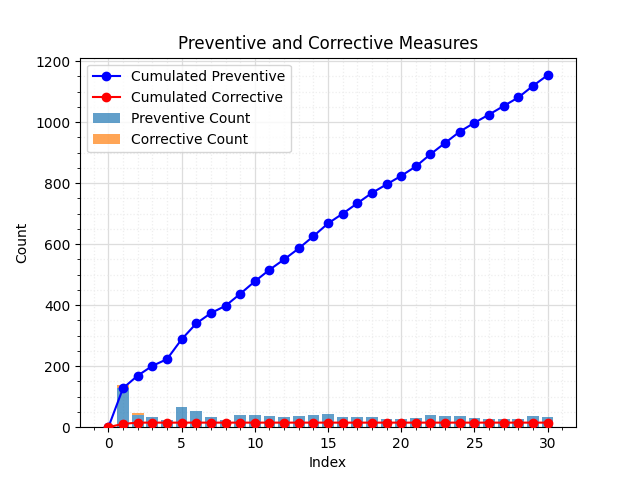 Preventive and Corrective Measures
Cumulated Preventive
Cumulated Corrective
Preventive Count
Corrective Count
Count
1200
1000
800
600
400
200
0
0 5 10 15 20 25 30
Index